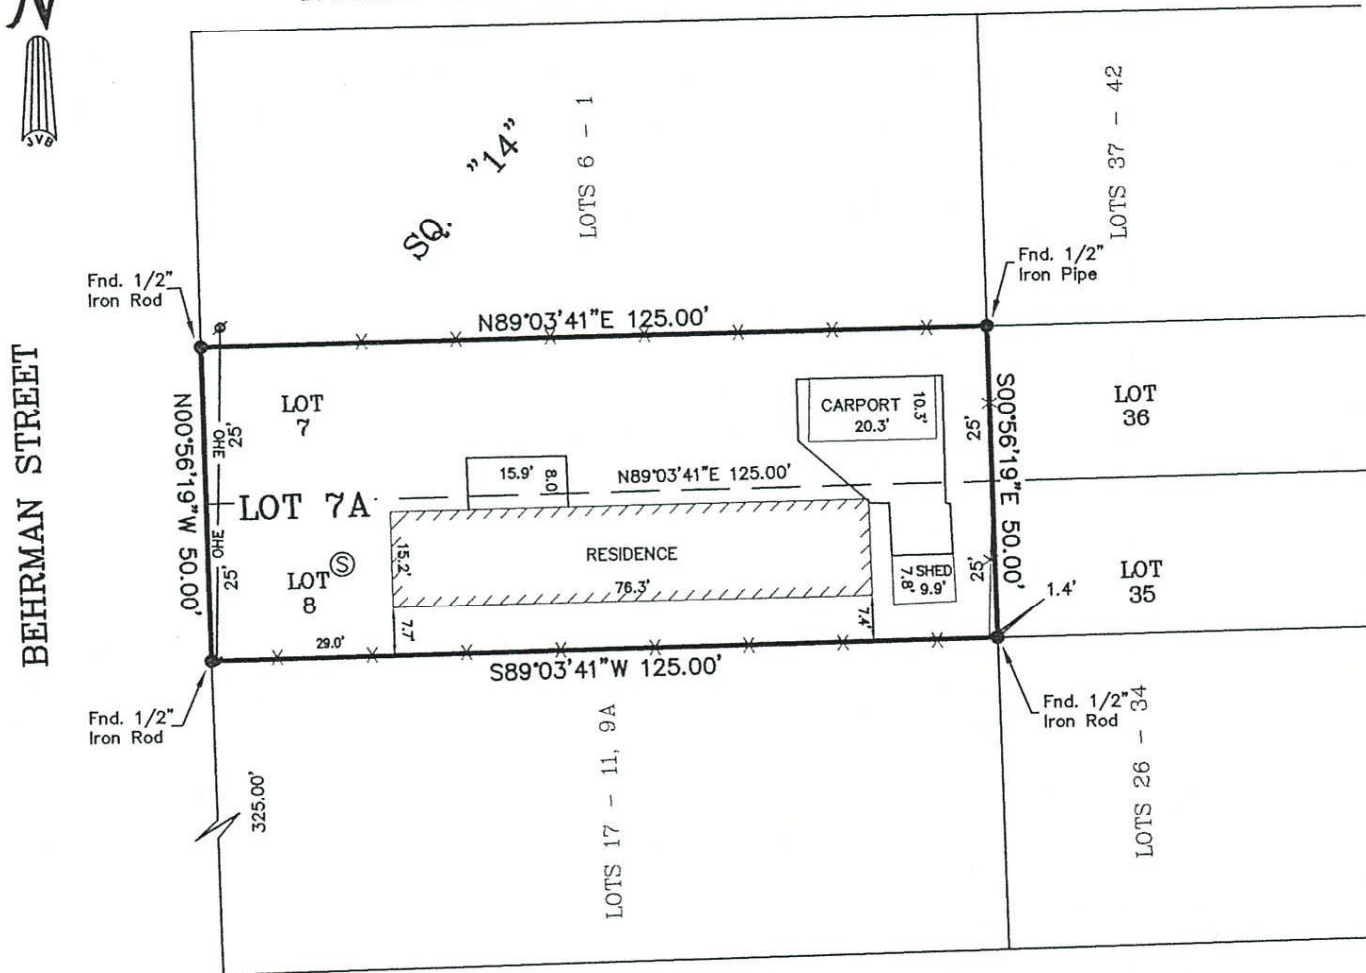 N
JVB
SQ. "14"
LOTS 6 - 1
LOTS 37 - 42
Fnd. 1/2"
Iron Rod
Fnd. 1/2"
Iron Pipe
N89°03'41"E 125.00'
BEHRMAN STREET
N00°56'19"W 50.00'
OHE
25'
LOT
7
CARPORT
20.3'
10.3'
25'
S00°56'19"E 50.00'
LOT
36
15.9'
8.0'
N89°03'41"E 125.00'
LOT 7A
OHE
25'
LOT
8
S
15.2'
RESIDENCE
76.3'
7.8'
SHED
9.9'
25'
1.4'
LOT
35
29.0'
7.7'
7.4'
S89°03'41"W 125.00'
Fnd. 1/2"
Iron Rod
Fnd. 1/2"
Iron Rod
325.00'
LOTS 17 - 11, 9A
LOTS 26 - 34